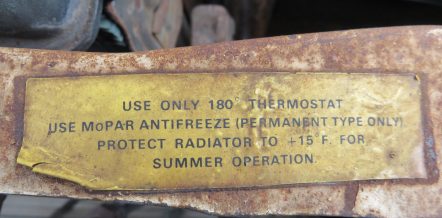 USE ONLY 180° THERMOSTAT
USE MoPAR ANTIFREEZE (PERMANENT TYPE ONLY)
PROTECT RADIATOR TO +15°F. FOR
SUMMER OPERATION.